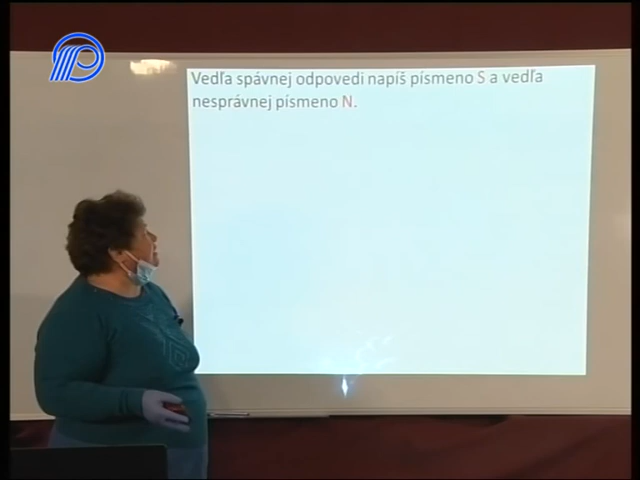 Vedľa spávnej odpovedi napíš písmeno S a vedľa
nesprávnej písmeno N.